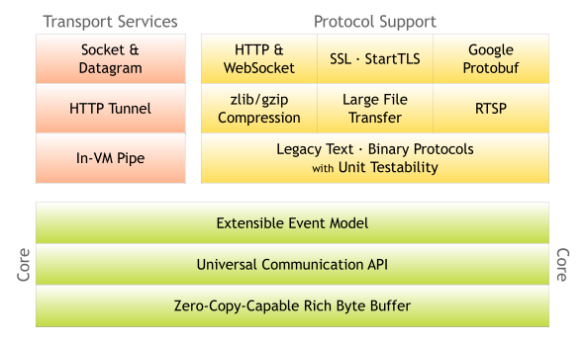 Transport Services
Protocol Support
Socket &
Datagram
HTTP &
WebSocket
SSL · StartTLS
Google
Protobuf
HTTP Tunnel
zlib/gzip
Compression
Large File
Transfer
RTSP
In-VM Pipe
Legacy Text · Binary Protocols
with Unit Testability
Core
Extensible Event Model
Universal Communication API
Zero-Copy-Capable Rich Byte Buffer
Core